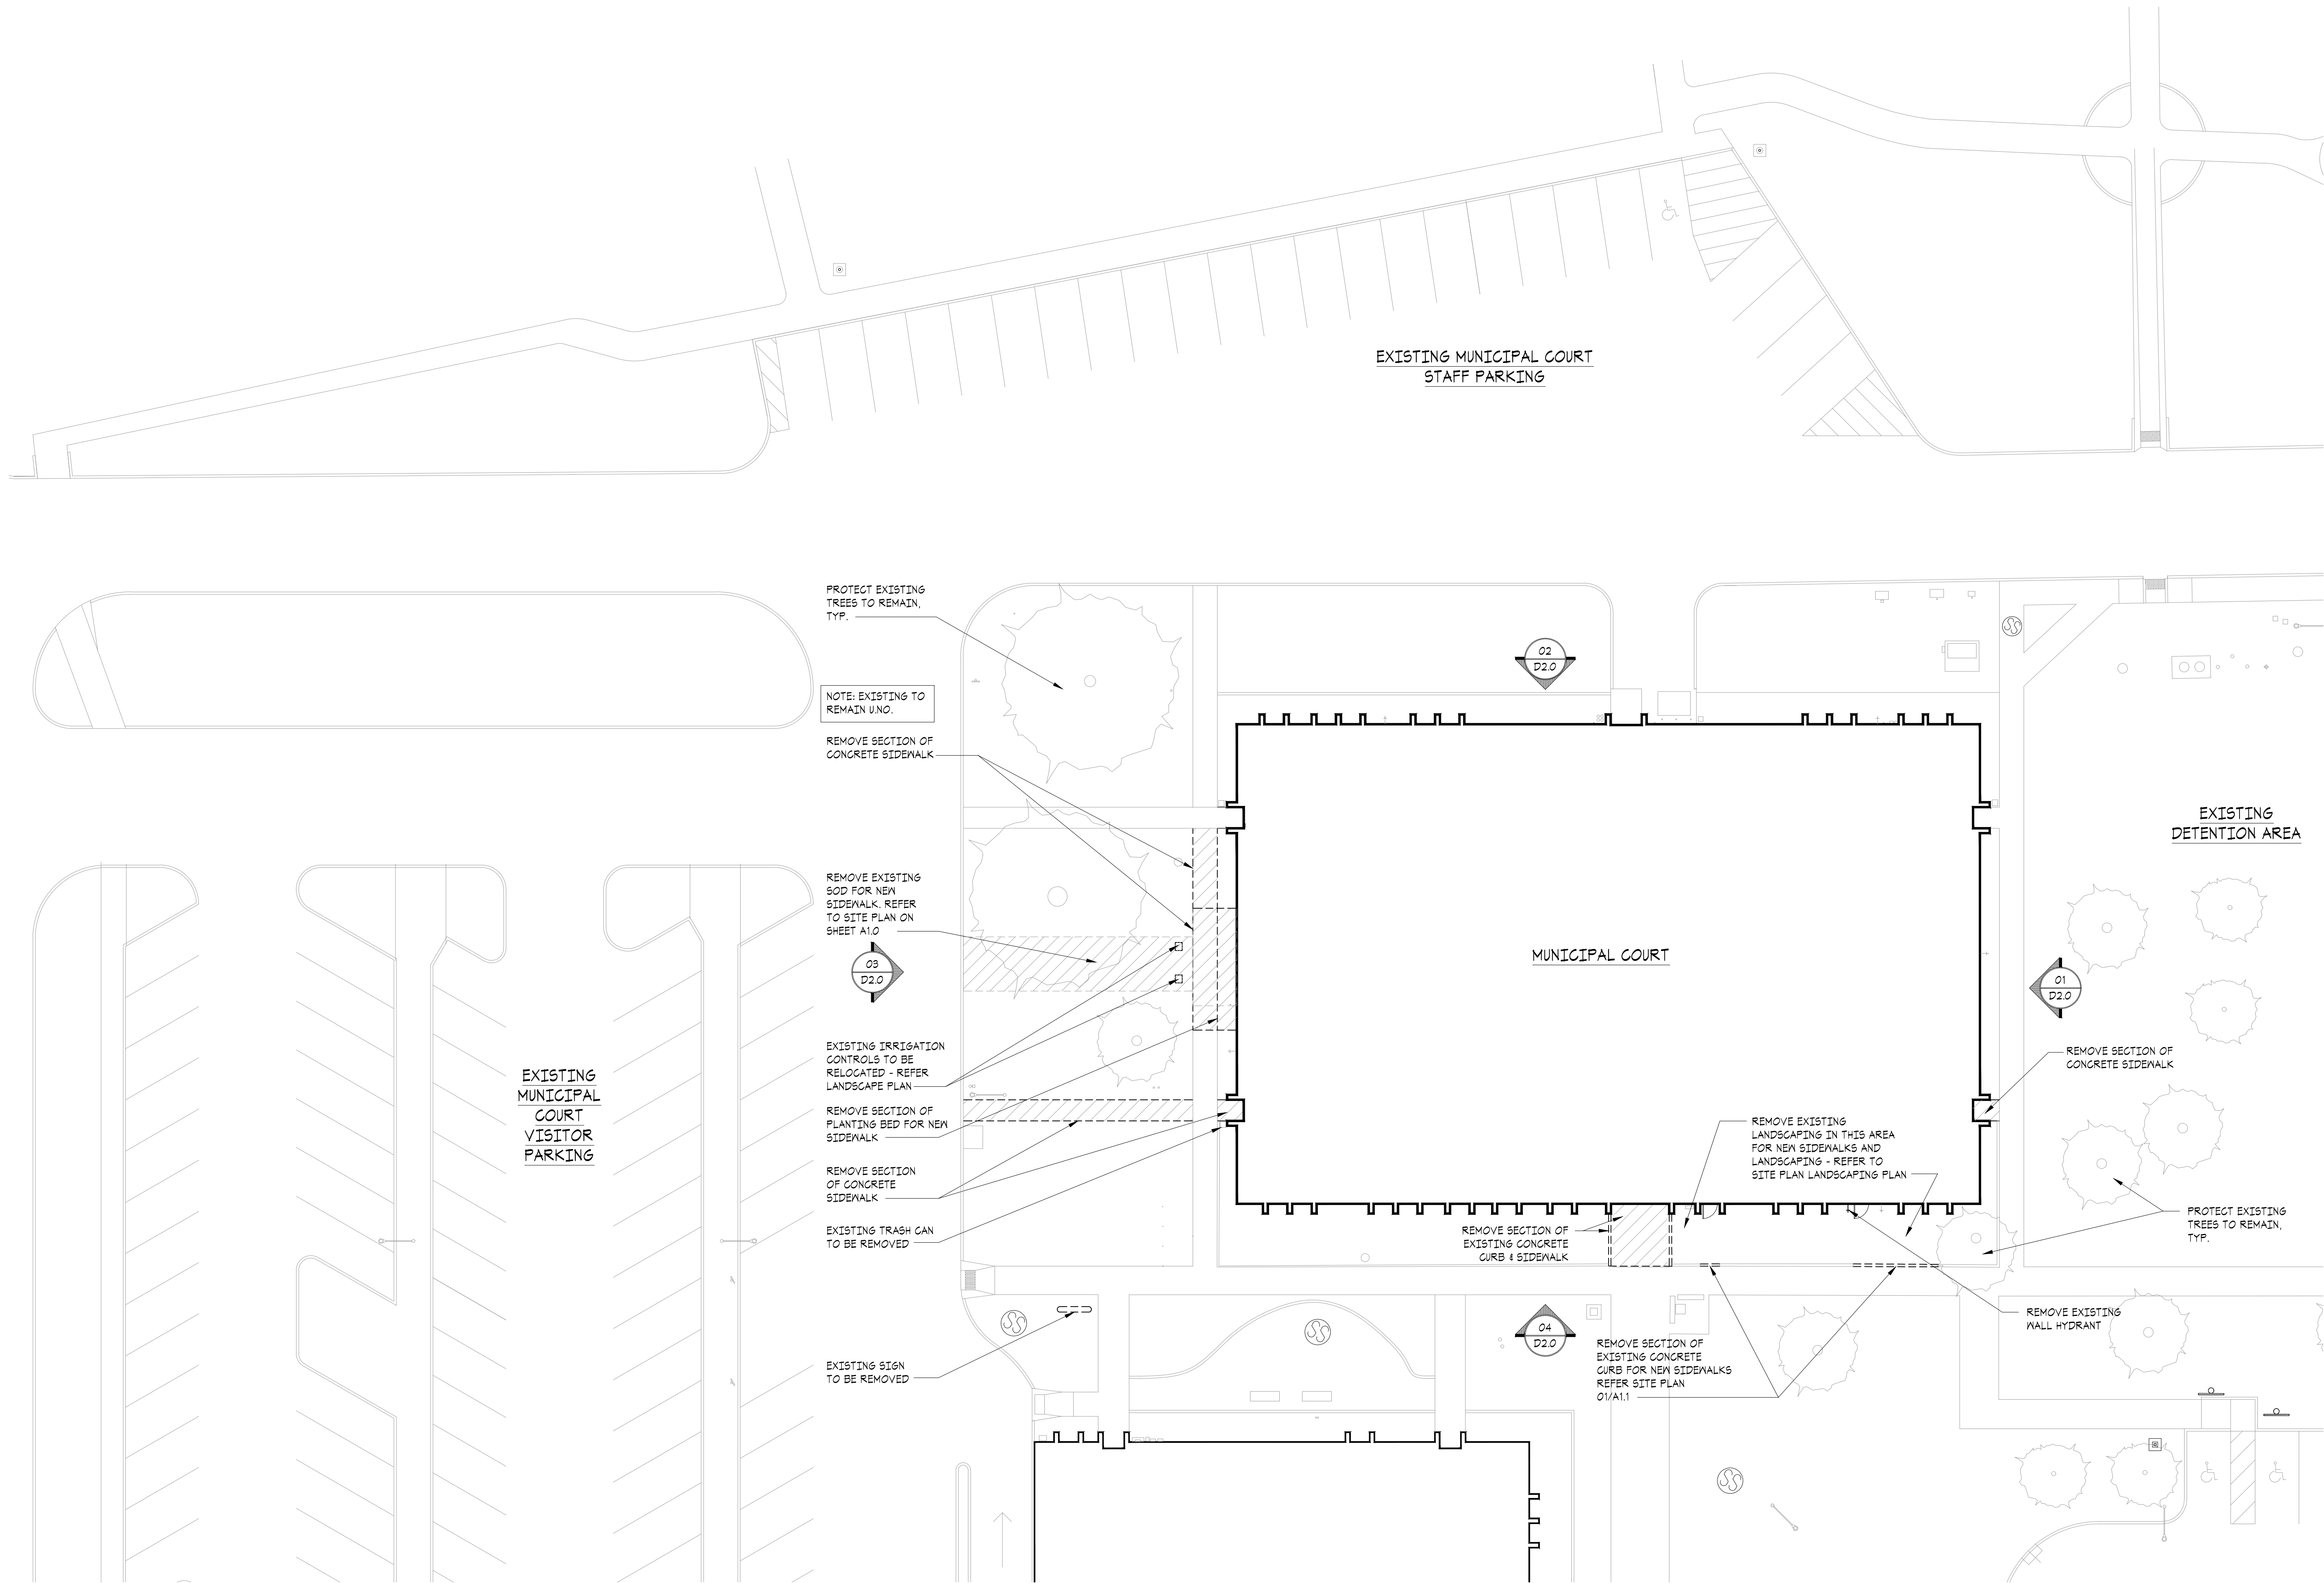 EXISTING MUNICIPAL COURT
STAFF PARKING
PROTECT EXISTING
TREES TO REMAIN,
TYP.
NOTE: EXISTING TO
REMAIN U.N.O.
REMOVE SECTION OF
CONCRETE SIDEWALK
REMOVE EXISTING
SOD FOR NEW
SIDEWALK. REFER
TO SITE PLAN ON
SHEET A1.0
03
D2.0
EXISTING IRRIGATION
CONTROLS TO BE
RELOCATED - REFER
LANDSCAPE PLAN
REMOVE SECTION OF
PLANTING BED FOR NEW
SIDEWALK
REMOVE SECTION
OF CONCRETE
SIDEWALK
EXISTING TRASH CAN
TO BE REMOVED
EXISTING SIGN
TO BE REMOVED
EXISTING
MUNICIPAL
COURT
VISITOR
PARKING
02
D2.0
MUNICIPAL COURT
EXISTING
DETENTION AREA
01
D2.0
REMOVE SECTION OF
CONCRETE SIDEWALK
REMOVE EXISTING
LANDSCAPING IN THIS AREA
FOR NEW SIDEWALKS AND
LANDSCAPING - REFER TO
SITE PLAN LANDSCAPING PLAN
PROTECT EXISTING
TREES TO REMAIN,
TYP.
REMOVE SECTION OF
EXISTING CONCRETE
CURB & SIDEWALK
REMOVE EXISTING
WALL HYDRANT
04
D2.0
REMOVE SECTION OF
EXISTING CONCRETE
CURB FOR NEW SIDEWALKS
REFER SITE PLAN
01/A1.1
SS
SS
SS
SS